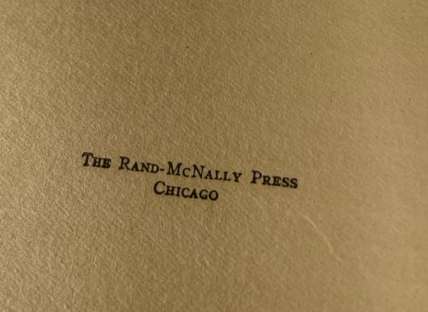 The Rand-McNally Press
Chicago